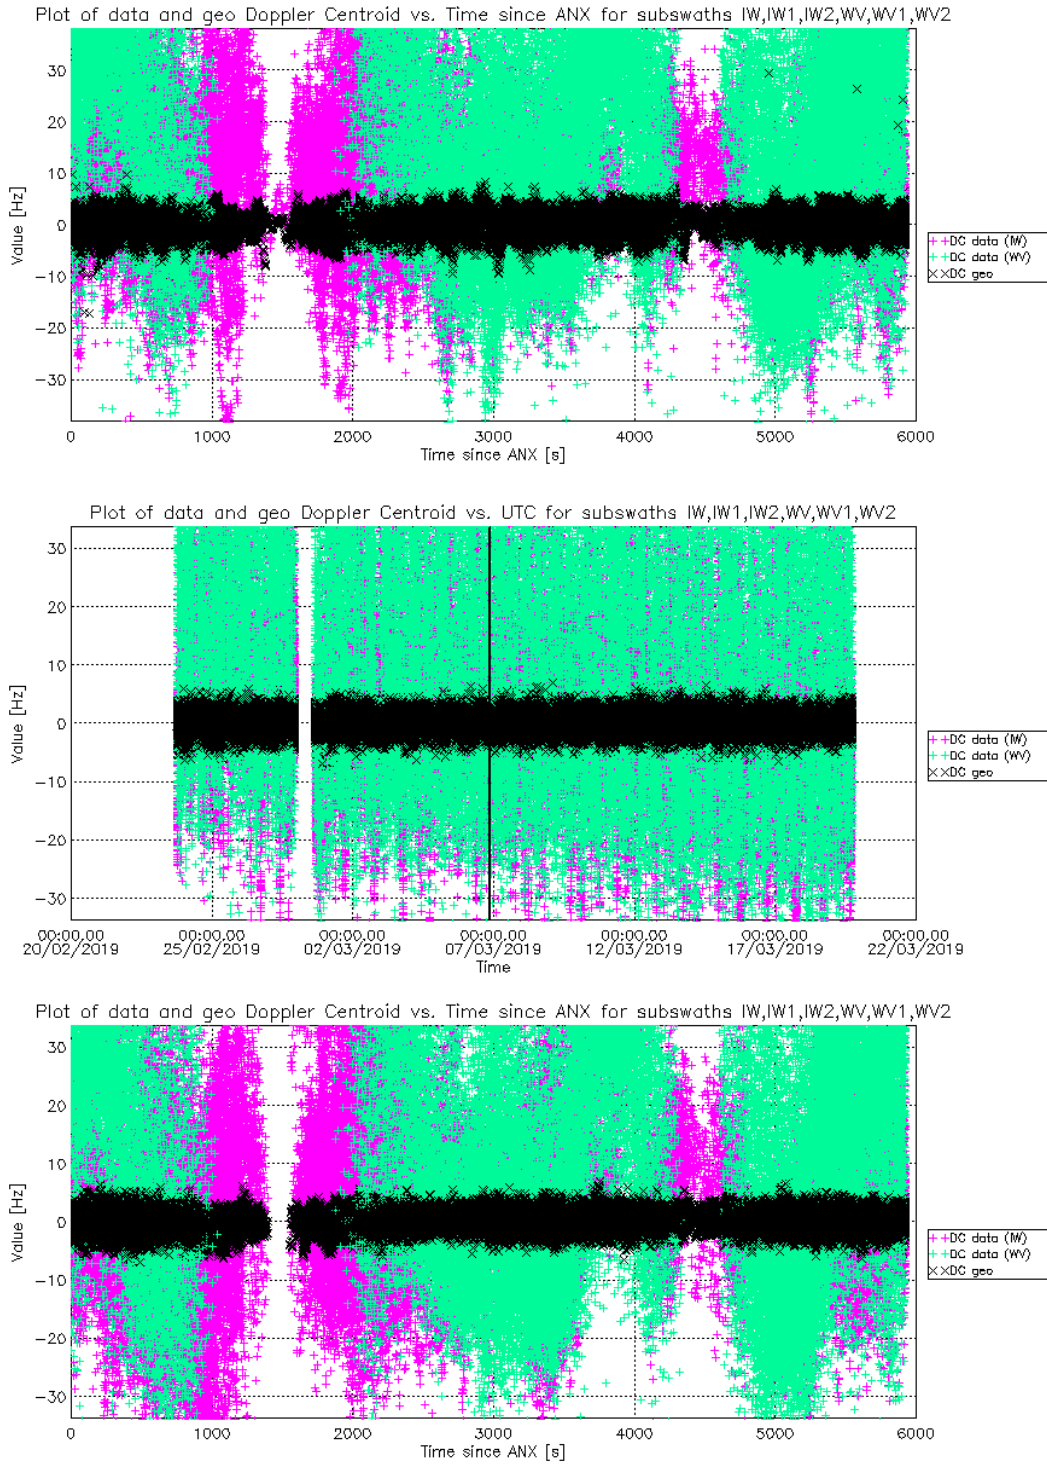 Plot of data and geo Doppler Centroid vs. Time since ANX for subswaths IW,IW1,IW2,WV,WV1,WV2
30
20
10
0
-10
-20
-30
Value [Hz]
0 1000 2000 3000 4000 5000 6000
Time since ANX [s]
DC data (IW)
DC data (WV)
DC geo
Plot of data and geo Doppler Centroid vs. UTC for subswaths IW,IW1,IW2,WV,WV1,WV2
30
20
10
0
-10
-20
-30
Value [Hz]
00:00.00 00:00.00 00:00.00 00:00.00 00:00.00 00:00.00 00:00.00
20/02/2019 25/02/2019 02/03/2019 07/03/2019 12/03/2019 17/03/2019 22/03/2019
Time
DC data (IW)
DC data (WV)
DC geo
Plot of data and geo Doppler Centroid vs. Time since ANX for subswaths IW,IW1,IW2,WV,WV1,WV2
30
20
10
0
-10
-20
-30
Value [Hz]
0 1000 2000 3000 4000 5000 6000
Time since ANX [s]
DC data (IW)
DC data (WV)
DC geo